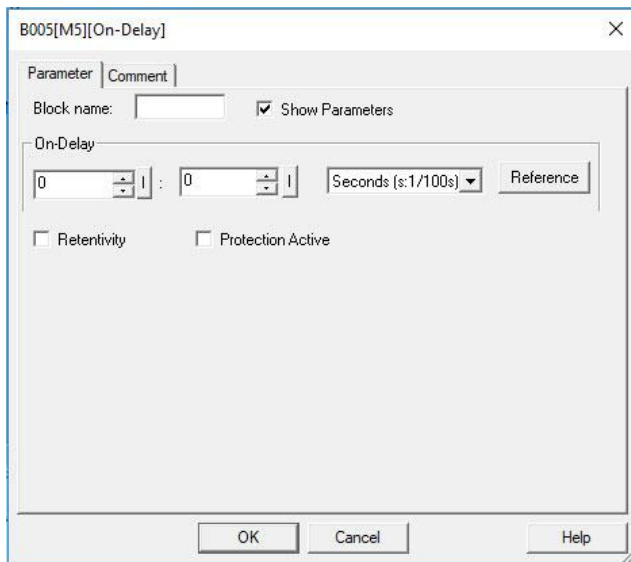 B005[M5][On-Delay]
Parameter Comment
Block name: Show Parameters
On-Delay
0 : 0 Seconds (s:1/100s) Reference
Retentivity Protection Active
OK Cancel Help